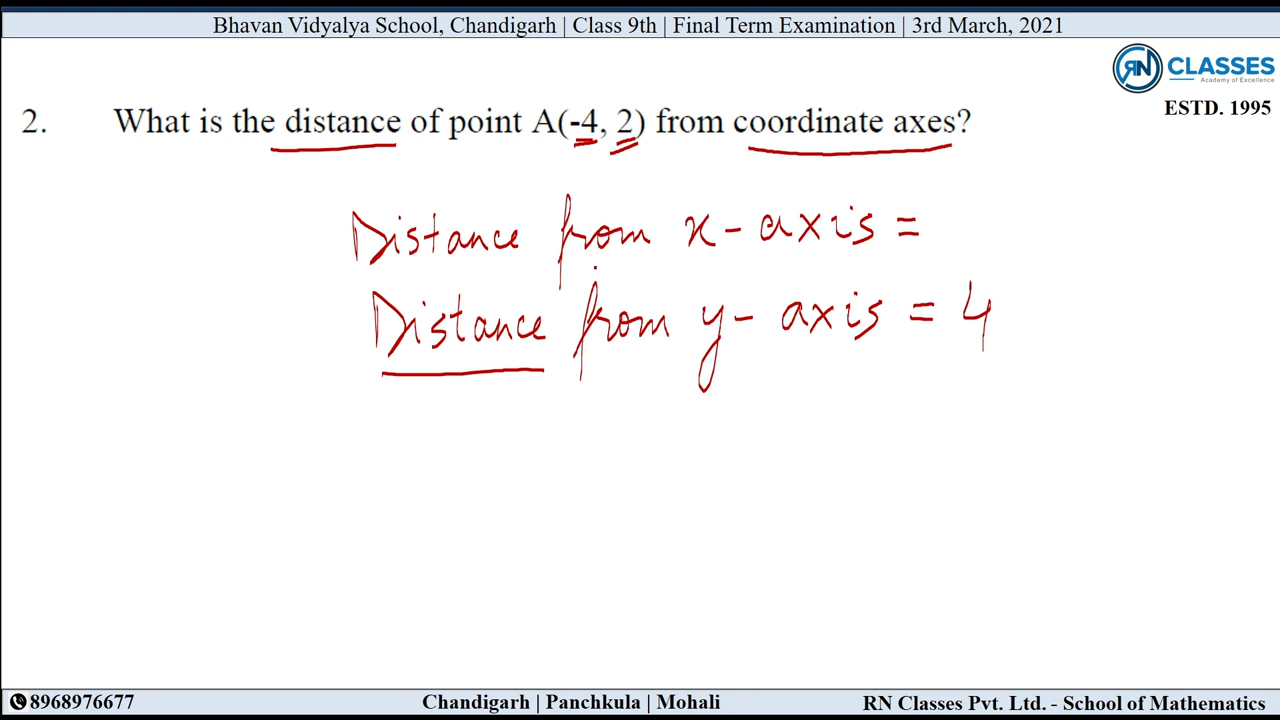 Bhavan Vidyalya School, Chandigarh | Class 9th | Final Term Examination | 3rd March, 2021
RN CLASSES
Academy of Excellence
ESTD. 1995
2. What is the distance of point A(-4, 2) from coordinate axes?
Distance from x-axis =
Distance from y-axis = 4
8968976677
Chandigarh | Panchkula | Mohali
RN Classes Pvt. Ltd. - School of Mathematics